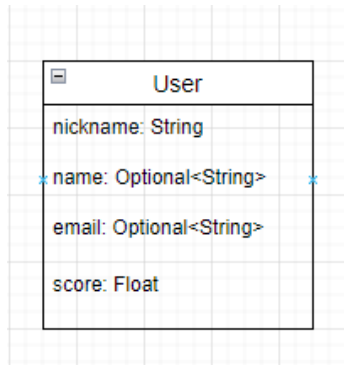 User
nickname: String
name: Optional<String>
email: Optional<String>
score: Float